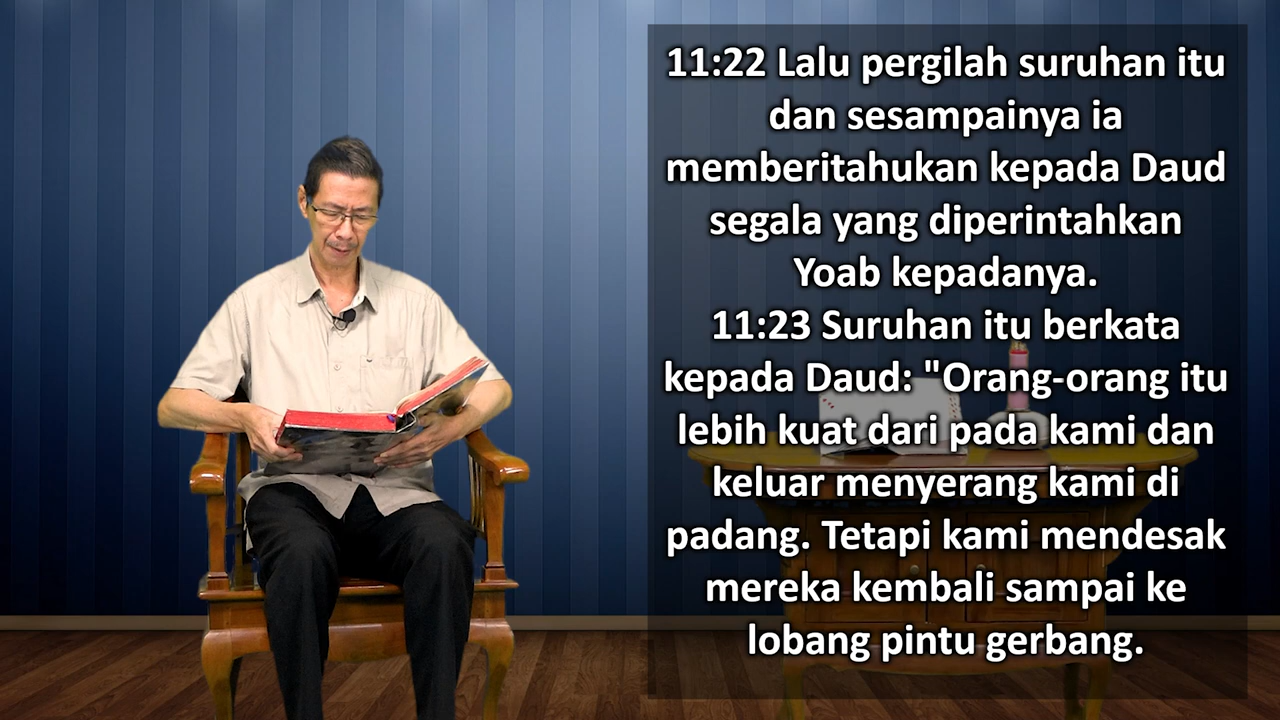 11:22 Lalu pergilah suruhan itu
dan sesampainya ia
memberitahukan kepada Daud
segala yang diperintahkan
Yoab kepadanya.
11:23 Suruhan itu berkata
kepada Daud: "Orang-orang itu
lebih kuat dari pada kami dan
keluar menyerang kami di
padang. Tetapi kami mendesak
mereka kembali sampai ke
lobang pintu gerbang.